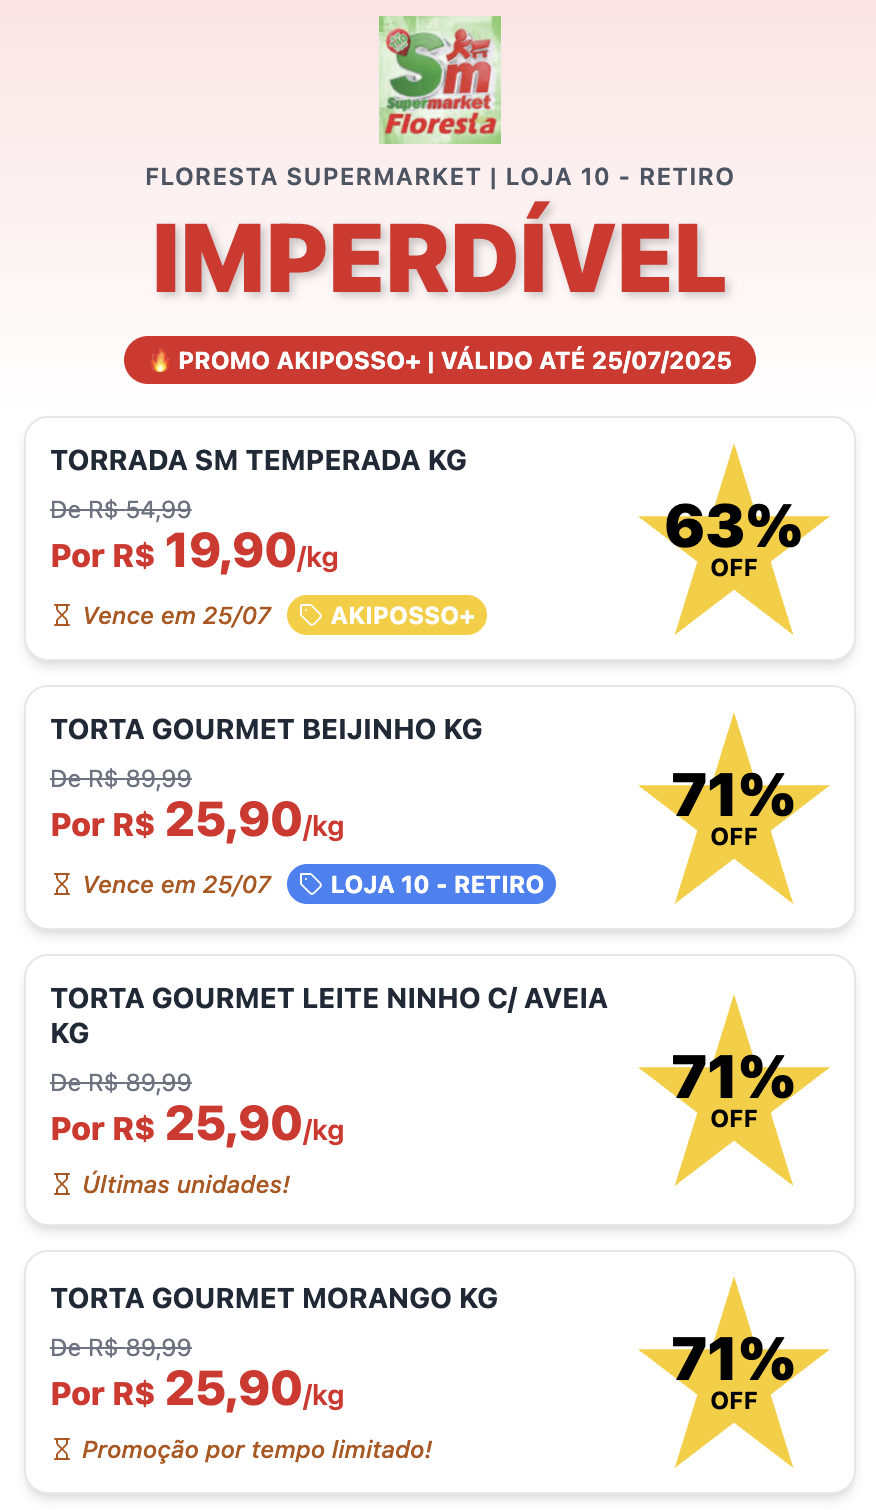 Sm
Supermarket
Floresta
FLORESTA SUPERMARKET | LOJA 10 - RETIRO
IMPERDÍVEL
🔥 PROMO AKIPOSSO+ | VÁLIDO ATÉ 25/07/2025
TORRADA SM TEMPERADA KG
De R$ 54,99
Por R$ 19,90/kg
Vence em 25/07 AKIPOSSO+
63%
OFF
TORTA GOURMET BEIJINHO KG
De R$ 89,99
Por R$ 25,90/kg
Vence em 25/07 LOJA 10 - RETIRO
71%
OFF
TORTA GOURMET LEITE NINHO C/ AVEIA
KG
De R$ 89,99
Por R$ 25,90/kg
Últimas unidades!
71%
OFF
TORTA GOURMET MORANGO KG
De R$ 89,99
Por R$ 25,90/kg
Promoção por tempo limitado!
71%
OFF